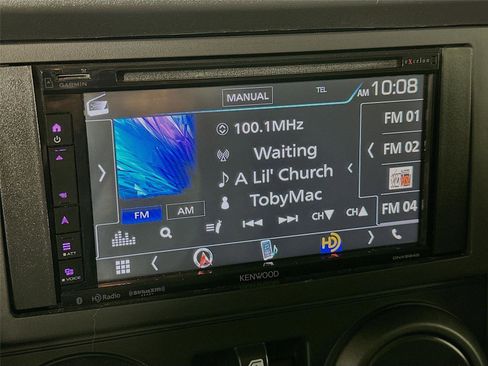 GARMIN
eXcelon
MANUAL
TEL
AM 10:08
100.1MHz
FM 01
Waiting
FM 02
A Lil' Church
TobyMac
FM AM
FM 04
CH▼ CH▲
ATT
HD
VOICE
KENWOOD
HD Radio